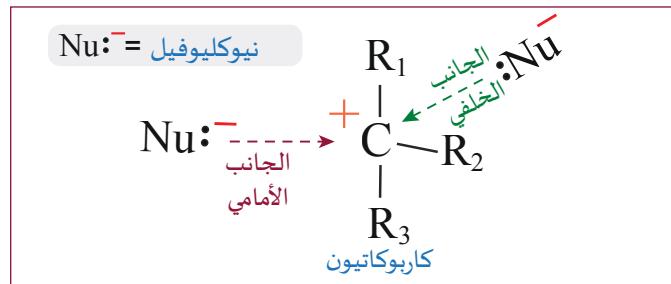 Nu:⁻ = نيوكليوفيل
R₁
الجانب
الخلفي
:Nu⁻
Nu:⁻
+
C
R₂
الجانب
الأمامي
R₃
كاربوكاتيون